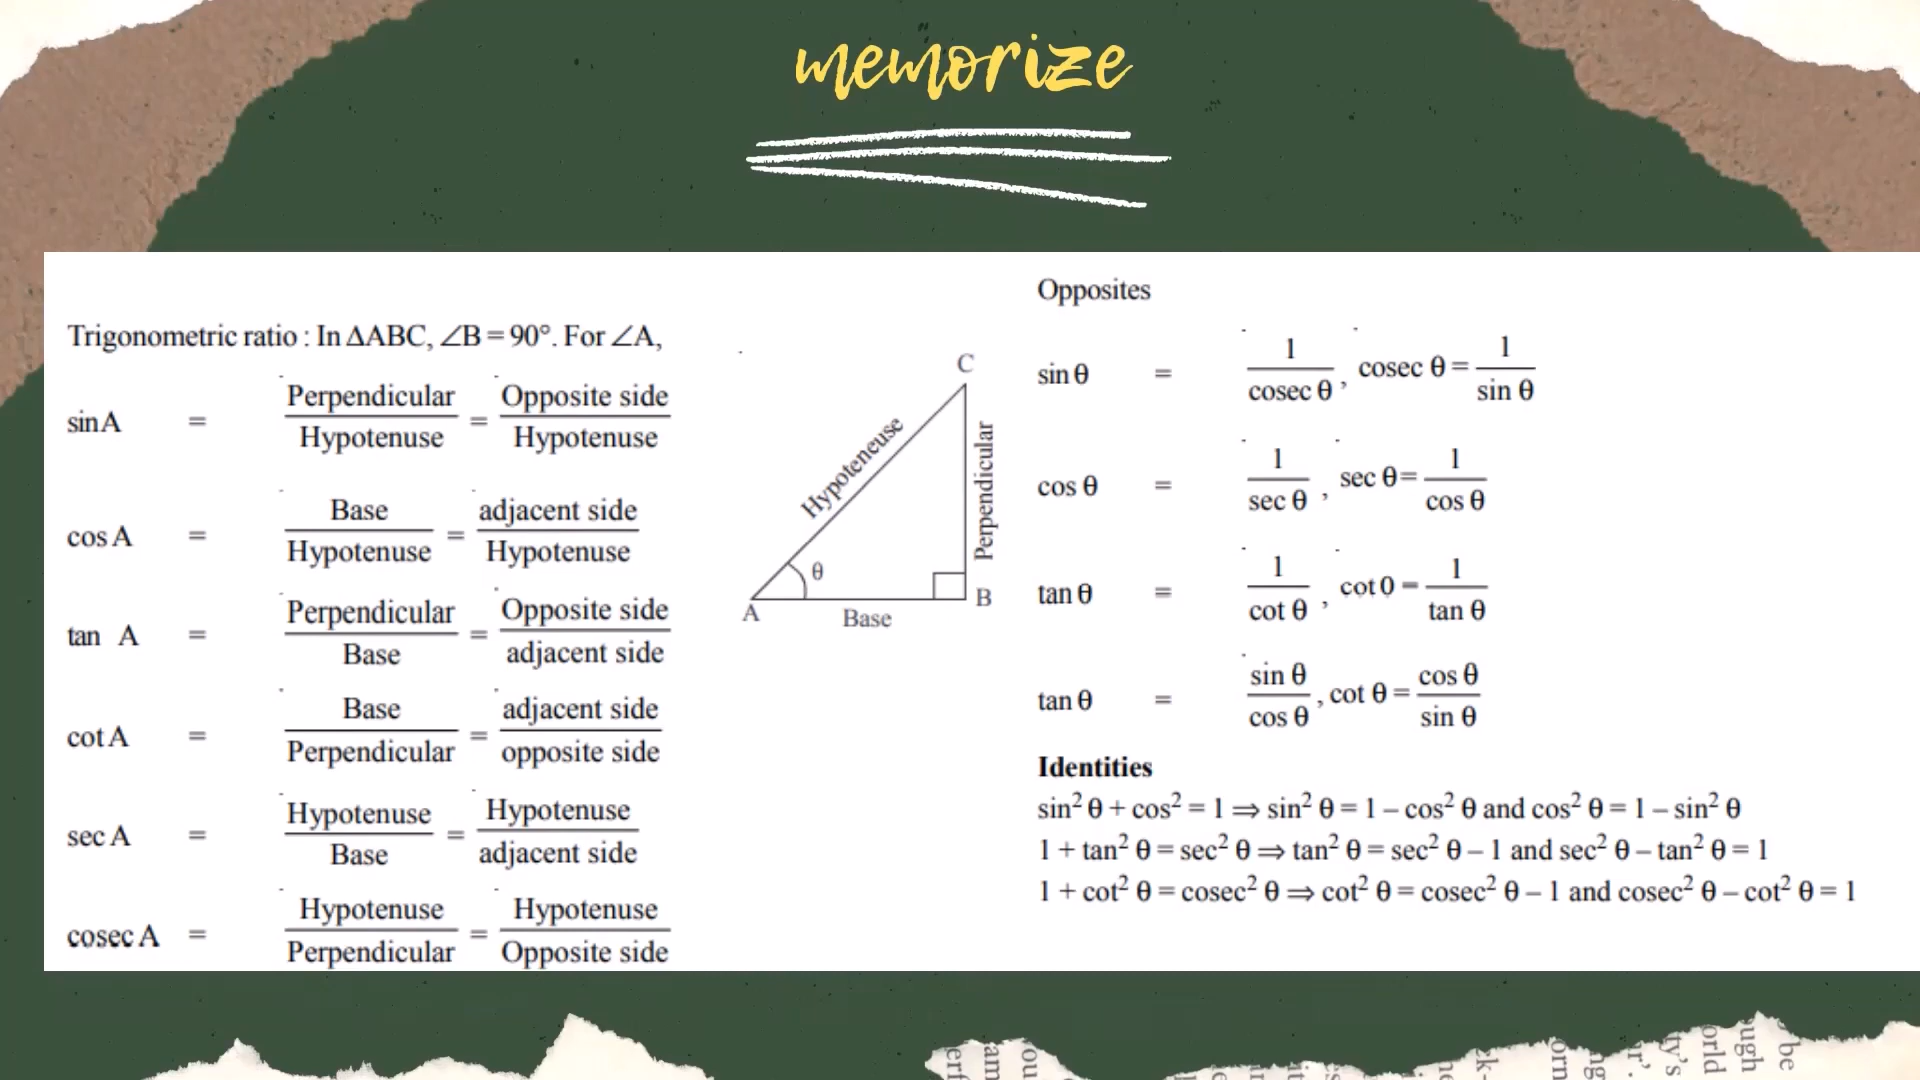 memorize
Trigonometric ratio : In ΔABC, ∠B = 90°. For ∠A,
sin A = Perpendicular / Hypotenuse = Opposite side / Hypotenuse
cos A = Base / Hypotenuse = adjacent side / Hypotenuse
tan A = Perpendicular / Base = Opposite side / adjacent side
cot A = Base / Perpendicular = adjacent side / opposite side
sec A = Hypotenuse / Base = Hypotenuse / adjacent side
cosec A = Hypotenuse / Perpendicular = Hypotenuse / Opposite side
C
Hypoteneuse
Perpendicular
θ
A
Base
B
Opposites
sin θ = 1 / cosec θ , cosec θ = 1 / sin θ
cos θ = 1 / sec θ , sec θ = 1 / cos θ
tan θ = 1 / cot θ , cot θ = 1 / tan θ
tan θ = sin θ / cos θ , cot θ = cos θ / sin θ
Identities
sin² θ + cos² = 1 ⇒ sin² θ = 1 – cos² θ and cos² θ = 1 – sin² θ
1 + tan² θ = sec² θ ⇒ tan² θ = sec² θ – 1 and sec² θ – tan² θ = 1
1 + cot² θ = cosec² θ ⇒ cot² θ = cosec² θ – 1 and cosec² θ – cot² θ = 1
be
ough
orld
ty's